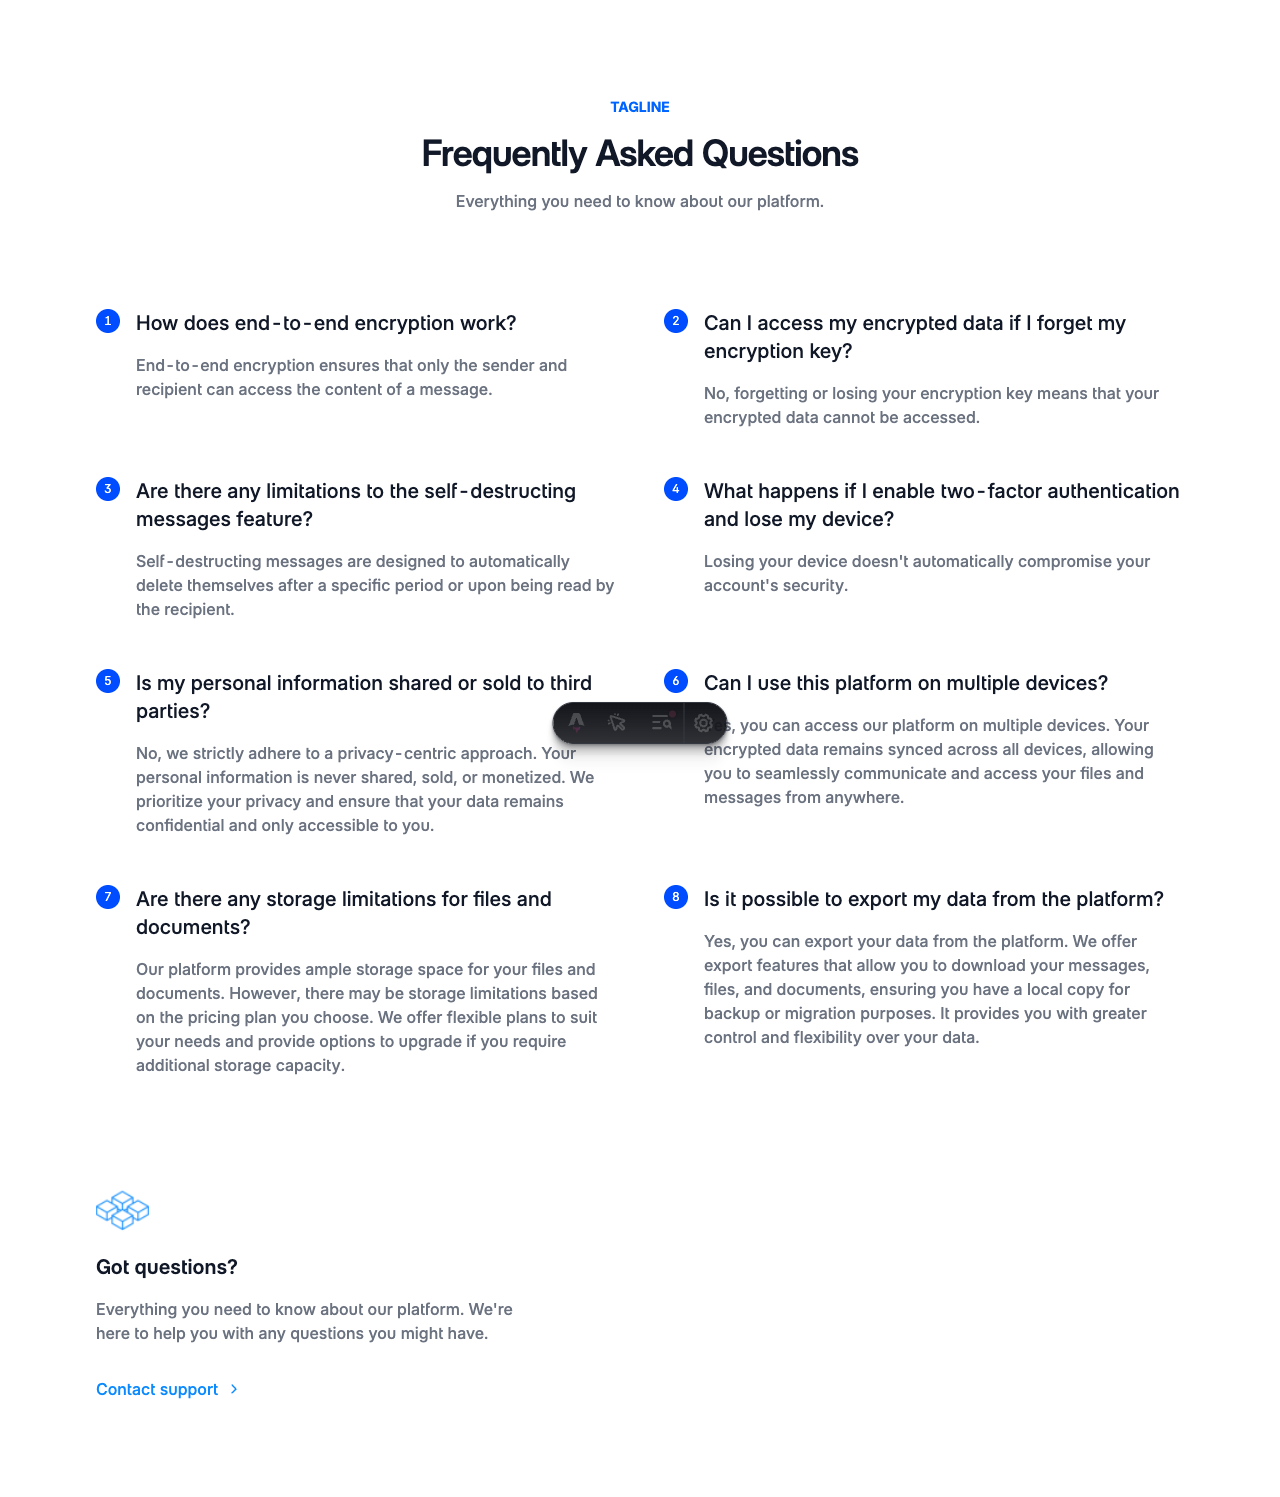 TAGLINE
Frequently Asked Questions
Everything you need to know about our platform.
1
How does end-to-end encryption work?
End-to-end encryption ensures that only the sender and
recipient can access the content of a message.
2
Can I access my encrypted data if I forget my
encryption key?
No, forgetting or losing your encryption key means that your
encrypted data cannot be accessed.
3
Are there any limitations to the self-destructing
messages feature?
Self-destructing messages are designed to automatically
delete themselves after a specific period or upon being read by
the recipient.
4
What happens if I enable two-factor authentication
and lose my device?
Losing your device doesn't automatically compromise your
account's security.
5
Is my personal information shared or sold to third
parties?
No, we strictly adhere to a privacy-centric approach. Your
personal information is never shared, sold, or monetized. We
prioritize your privacy and ensure that your data remains
confidential and only accessible to you.
6
Can I use this platform on multiple devices?
Yes, you can access our platform on multiple devices. Your
encrypted data remains synced across all devices, allowing
you to seamlessly communicate and access your files and
messages from anywhere.
7
Are there any storage limitations for files and
documents?
Our platform provides ample storage space for your files and
documents. However, there may be storage limitations based
on the pricing plan you choose. We offer flexible plans to suit
your needs and provide options to upgrade if you require
additional storage capacity.
8
Is it possible to export my data from the platform?
Yes, you can export your data from the platform. We offer
export features that allow you to download your messages,
files, and documents, ensuring you have a local copy for
backup or migration purposes. It provides you with greater
control and flexibility over your data.
Got questions?
Everything you need to know about our platform. We're
here to help you with any questions you might have.
Contact support